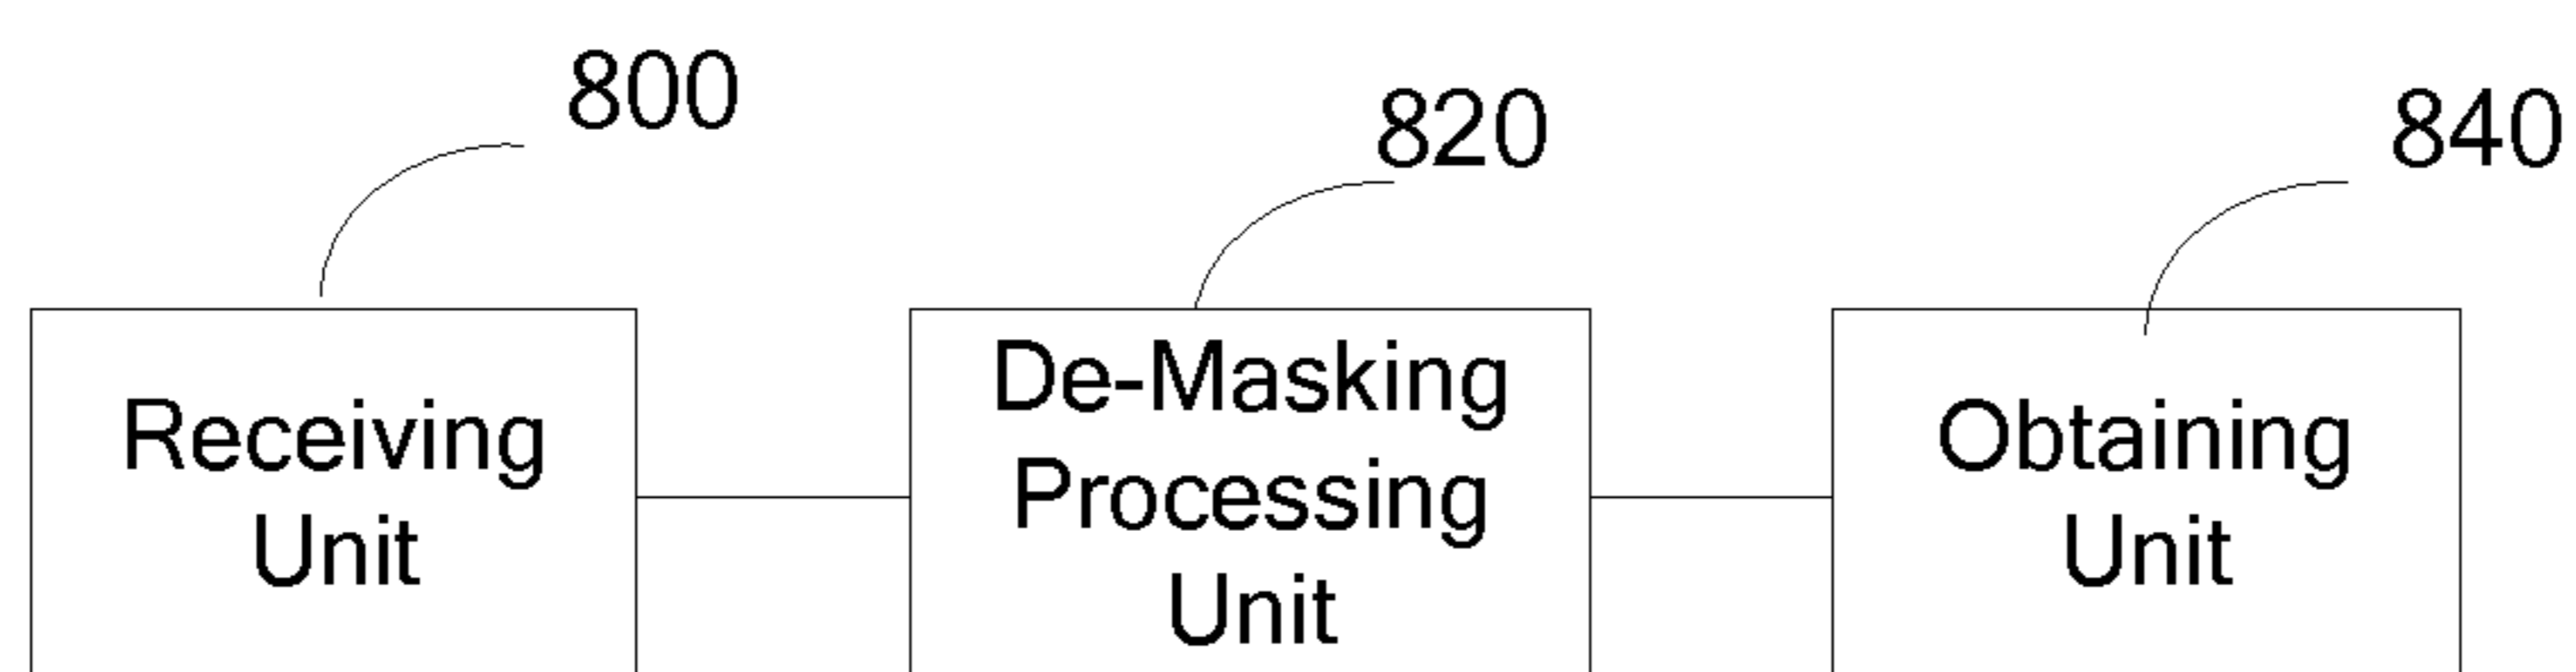 800
820
840
Receiving
Unit
De-Masking
Processing
Unit
Obtaining
Unit